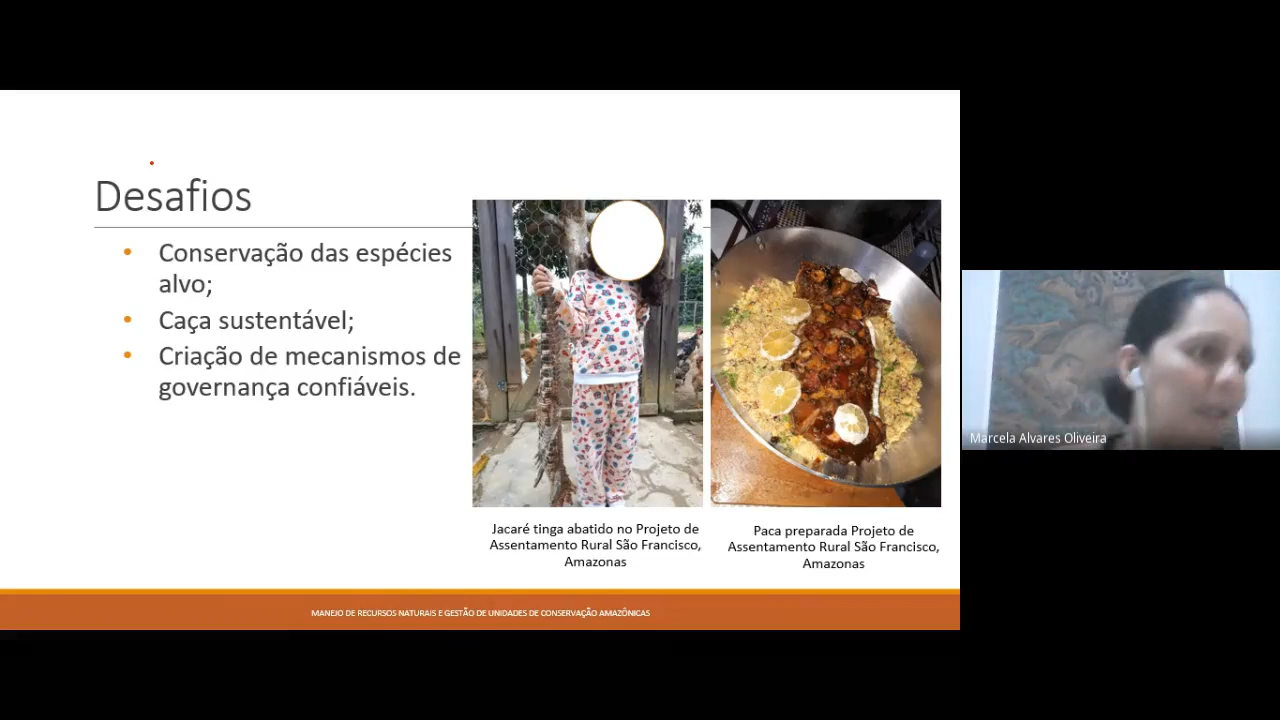 Desafios
• Conservação das espécies
alvo;
• Caça sustentável;
• Criação de mecanismos de
governança confiáveis.
Jacaré tinga abatido no Projeto de
Assentamento Rural São Francisco,
Amazonas
Paca preparada Projeto de
Assentamento Rural São Francisco,
Amazonas
MANEJO DE RECURSOS NATURAIS E GESTÃO DE UNIDADES DE CONSERVAÇÃO AMAZÔNICAS
Marcela Alvares Oliveira